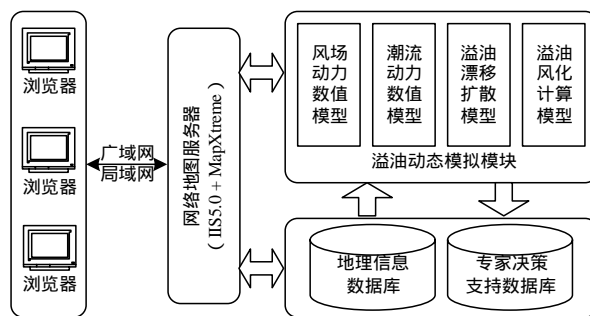 浏览器
浏览器
浏览器
广域网
局域网
网络地图服务器
(IIS5.0 + MapXtreme)
风场
动力
数值
模型
潮流
动力
数值
模型
溢油
漂移
扩散
模型
溢油
风化
计算
模型
溢油动态模拟模块
地理信息
数据库
专家决策
支持数据库